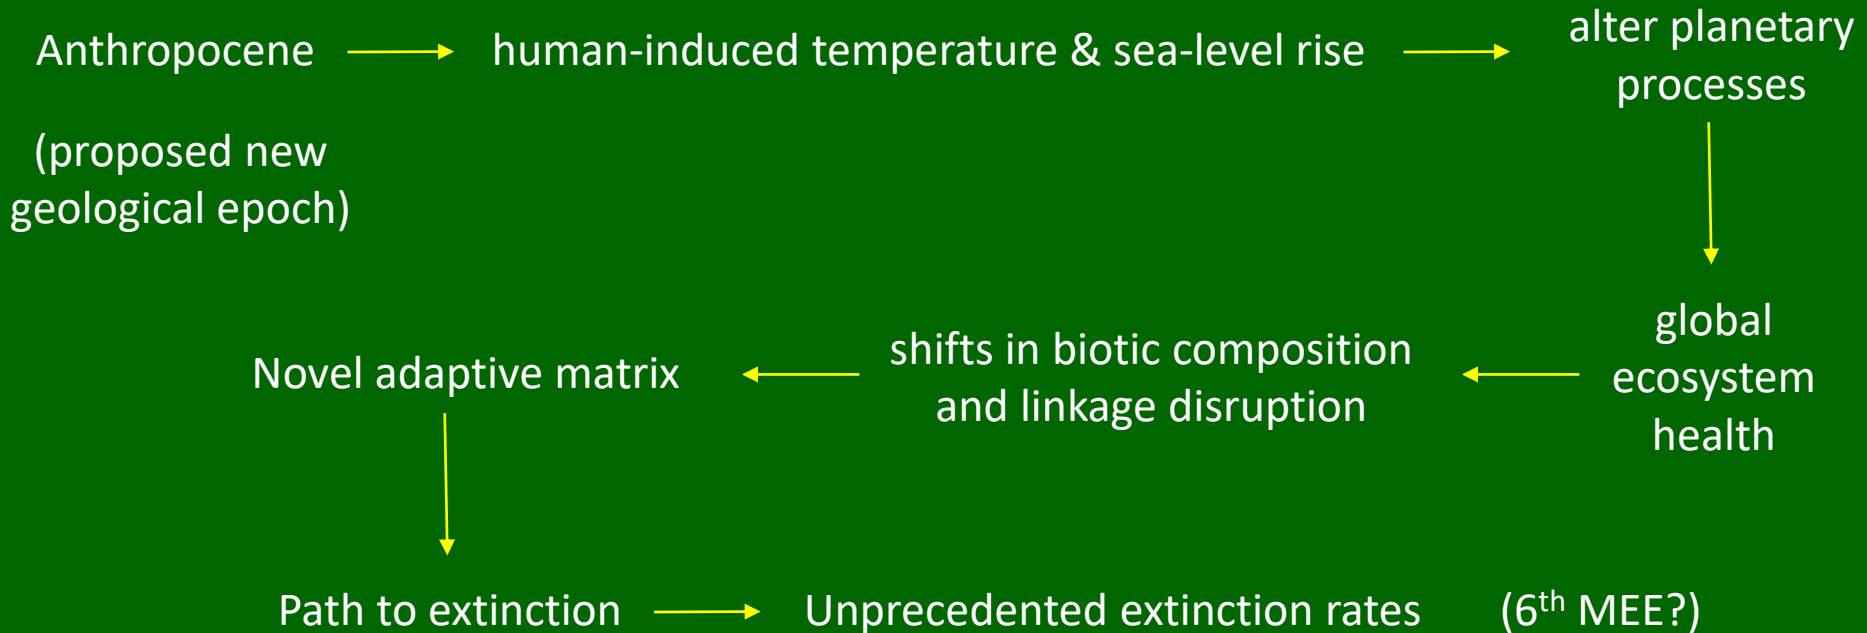 Anthropocene
(proposed new
geological epoch)
human-induced temperature & sea-level rise
alter planetary
processes
global
ecosystem
health
shifts in biotic composition
and linkage disruption
Novel adaptive matrix
Path to extinction
Unprecedented extinction rates
(6th MEE?)